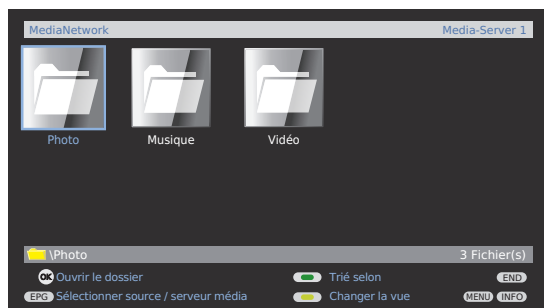 MediaNetwork Media-Server 1
Photo Musique Vidéo
\Photo 3 Fichier(s)
OK Ouvrir le dossier Trié selon END
EPG Sélectionner source / serveur média Changer la vue MENU INFO